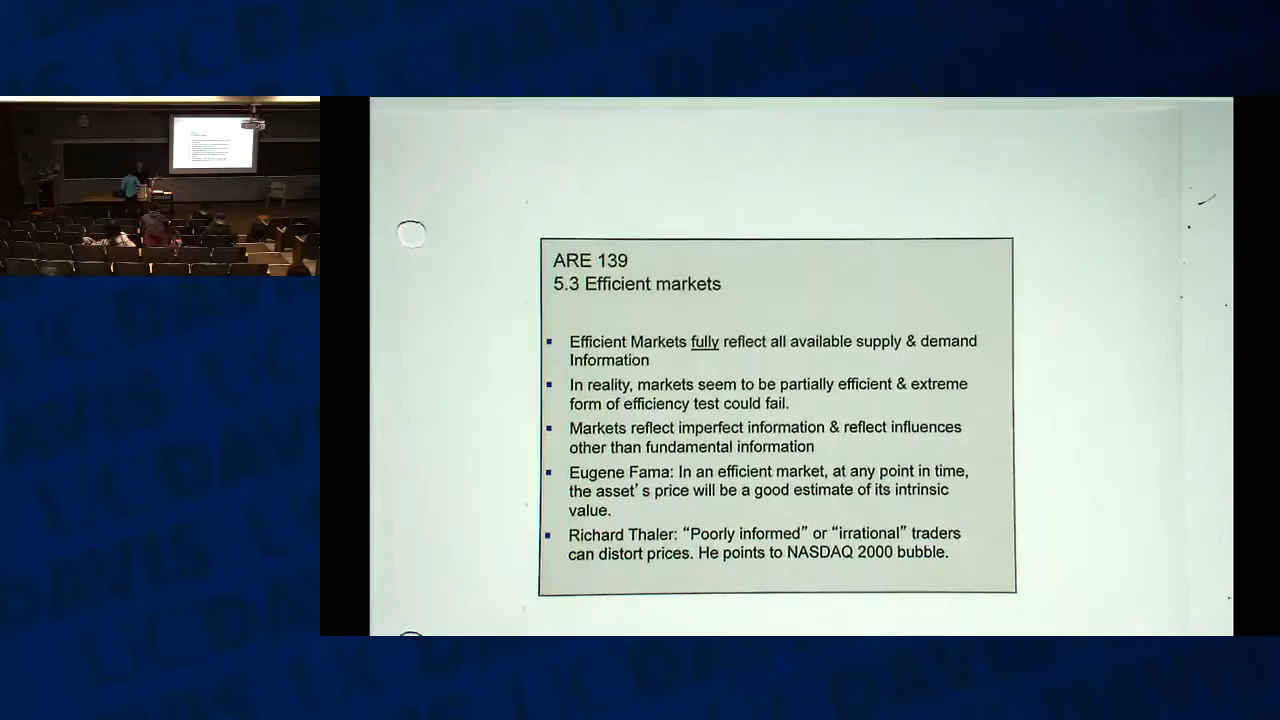 ARE 139
5.3 Efficient markets
▪ Efficient Markets fully reflect all available supply & demand
Information
▪ In reality, markets seem to be partially efficient & extreme
form of efficiency test could fail.
▪ Markets reflect imperfect information & reflect influences
other than fundamental information
▪ Eugene Fama: In an efficient market, at any point in time,
the asset’s price will be a good estimate of its intrinsic
value.
▪ Richard Thaler: “Poorly informed” or “irrational” traders
can distort prices. He points to NASDAQ 2000 bubble.
UC DAVIS